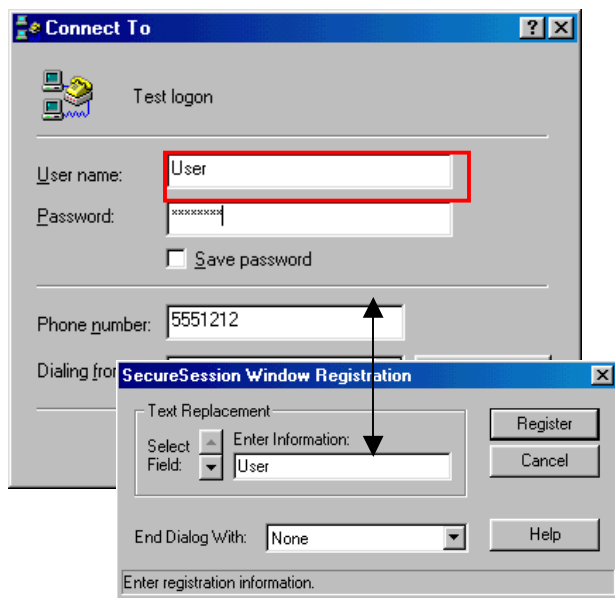 Connect To
Test logon
User name: User
Password: ********
Save password
Phone number: 5551212
Dialing from
SecureSession Window Registration
Text Replacement
Select Field:
Enter Information:
User
Register
Cancel
End Dialog With: None
Help
Enter registration information.